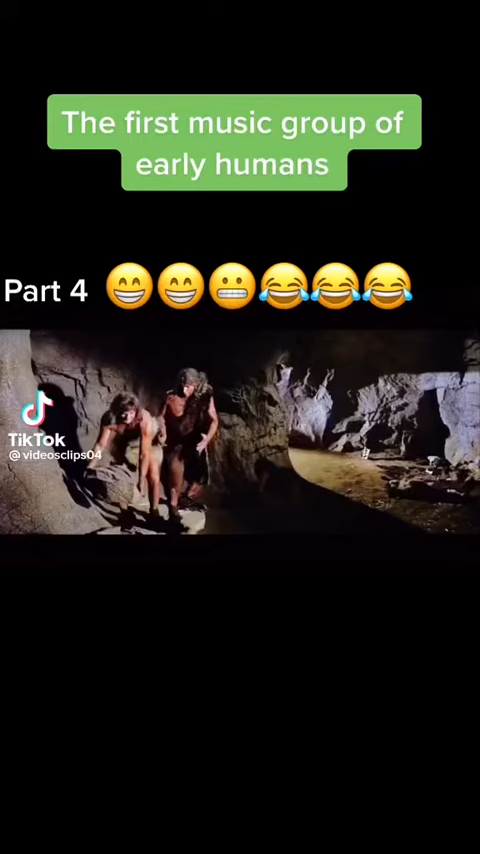 The first music group of
early humans
Part 4 😁😁😬😂😂😂
TikTok
@videosclips04